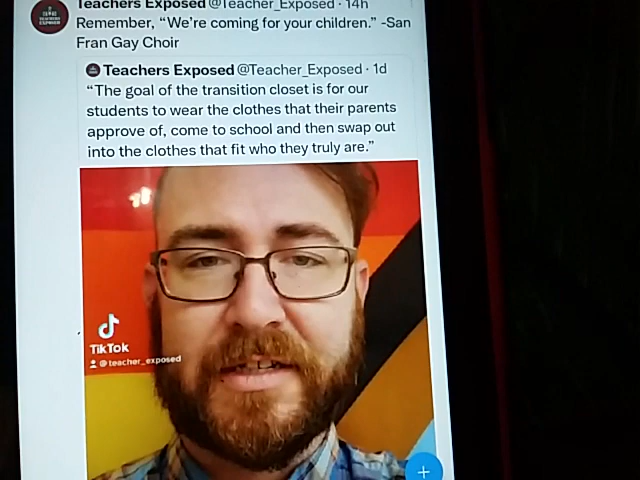 Teachers Exposed @Teacher_Exposed · 14h
Remember, “We’re coming for your children.” -San
Fran Gay Choir
Teachers Exposed @Teacher_Exposed · 1d
“The goal of the transition closet is for our
students to wear the clothes that their parents
approve of, come to school and then swap out
into the clothes that fit who they truly are.”
TikTok
@teacher_exposed